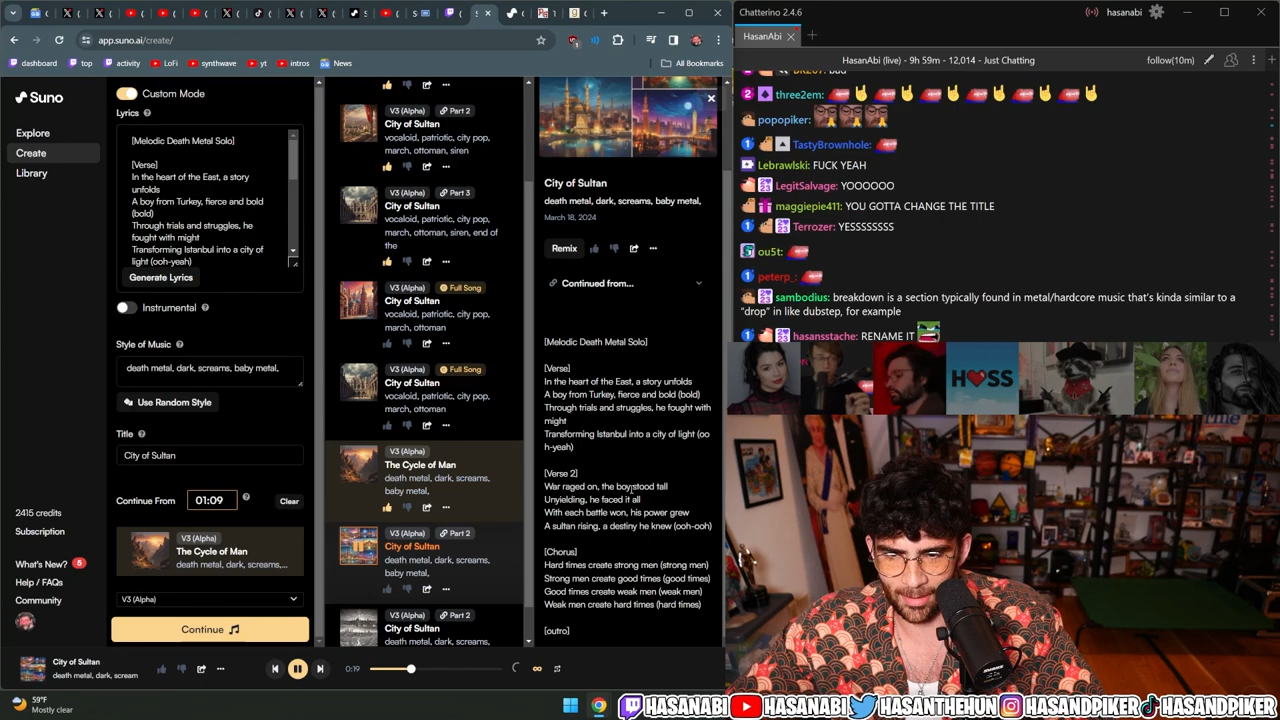 app.suno.ai/create/
dashboard
top
activity
LoFi
synthwave
yt
intros
News
All Bookmarks
Suno
Explore
Create
Library
2415 credits
Subscription
What's New?
Help / FAQs
Community
Custom Mode
Lyrics
[Melodic Death Metal Solo]
[Verse]
In the heart of the East, a story
unfolds
A boy from Turkey, fierce and bold
(bold)
Through trials and struggles, he
fought with might
Transforming Istanbul into a city of
light (ooh-yeah)
Generate Lyrics
Instrumental
Style of Music
death metal, dark, screams, baby metal,
Use Random Style
Title
City of Sultan
Continue From
01:09
Clear
V3 (Alpha)
The Cycle of Man
death metal, dark, screams,...
V3 (Alpha)
Continue
V3 (Alpha)
Part 2
City of Sultan
vocaloid, patriotic, city pop,
march, ottoman, siren
V3 (Alpha)
Part 3
City of Sultan
vocaloid, patriotic, city pop,
march, ottoman, siren, end of
the
V3 (Alpha)
Full Song
City of Sultan
vocaloid, patriotic, city pop,
march, ottoman
V3 (Alpha)
Full Song
City of Sultan
vocaloid, patriotic, city pop,
march, ottoman
V3 (Alpha)
The Cycle of Man
death metal, dark, screams,
baby metal,
V3 (Alpha)
Part 2
City of Sultan
death metal, dark, screams,
baby metal,
V3 (Alpha)
Part 2
City of Sultan
death metal, dark, screams,
City of Sultan
death metal, dark, screams, baby metal,
March 18, 2024
Remix
Continued from...
[Melodic Death Metal Solo]
[Verse]
In the heart of the East, a story unfolds
A boy from Turkey, fierce and bold (bold)
Through trials and struggles, he fought with
might
Transforming Istanbul into a city of light (oo
h-yeah)
[Verse 2]
War raged on, the boy stood tall
Unyielding, he faced it all
With each battle won, his power grew
A sultan rising, a destiny he knew (ooh-ooh)
[Chorus]
Hard times create strong men (strong men)
Strong men create good times (good times)
Good times create weak men (weak men)
Weak men create hard times (hard times)
[outro]
City of Sultan
death metal, dark, scream
0:19
59°F
Mostly clear
Chatterino 2.4.6
hasanabi
HasanAbi
HasanAbi (live) - 9h 59m - 12,014 - Just Chatting
follow(10m)
three2em:
popopiker:
TastyBrownhole:
Lebrawlski: FUCK YEAH
LegitSalvage: YOOOOOO
maggiepie411: YOU GOTTA CHANGE THE TITLE
Terrozer: YESSSSSSSS
ou5t:
peterp_:
sambodius: breakdown is a section typically found in metal/hardcore music that's kinda similar to a
"drop" in like dubstep, for example
hasansstache: RENAME IT
HASANABI
HASANABI
HASANTHEHUN
HASANDPIKER
HASANDPIKER